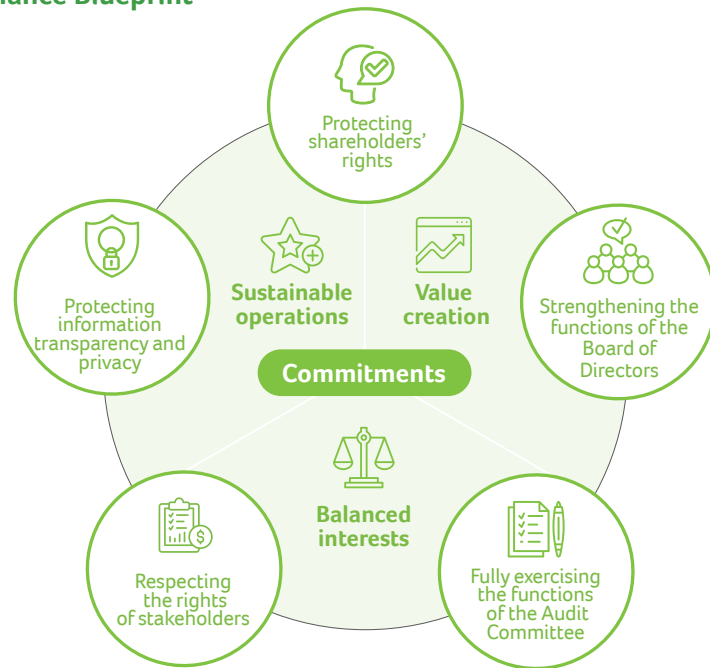 Blueprint
Protecting
shareholders'
rights
Sustainable
operations
Value
creation
Protecting
information
transparency and
privacy
Strengthening the
functions of the
Board of
Directors
Commitments
Balanced
interests
Respecting
the rights
of stakeholders
Fully exercising
the functions
of the Audit
Committee